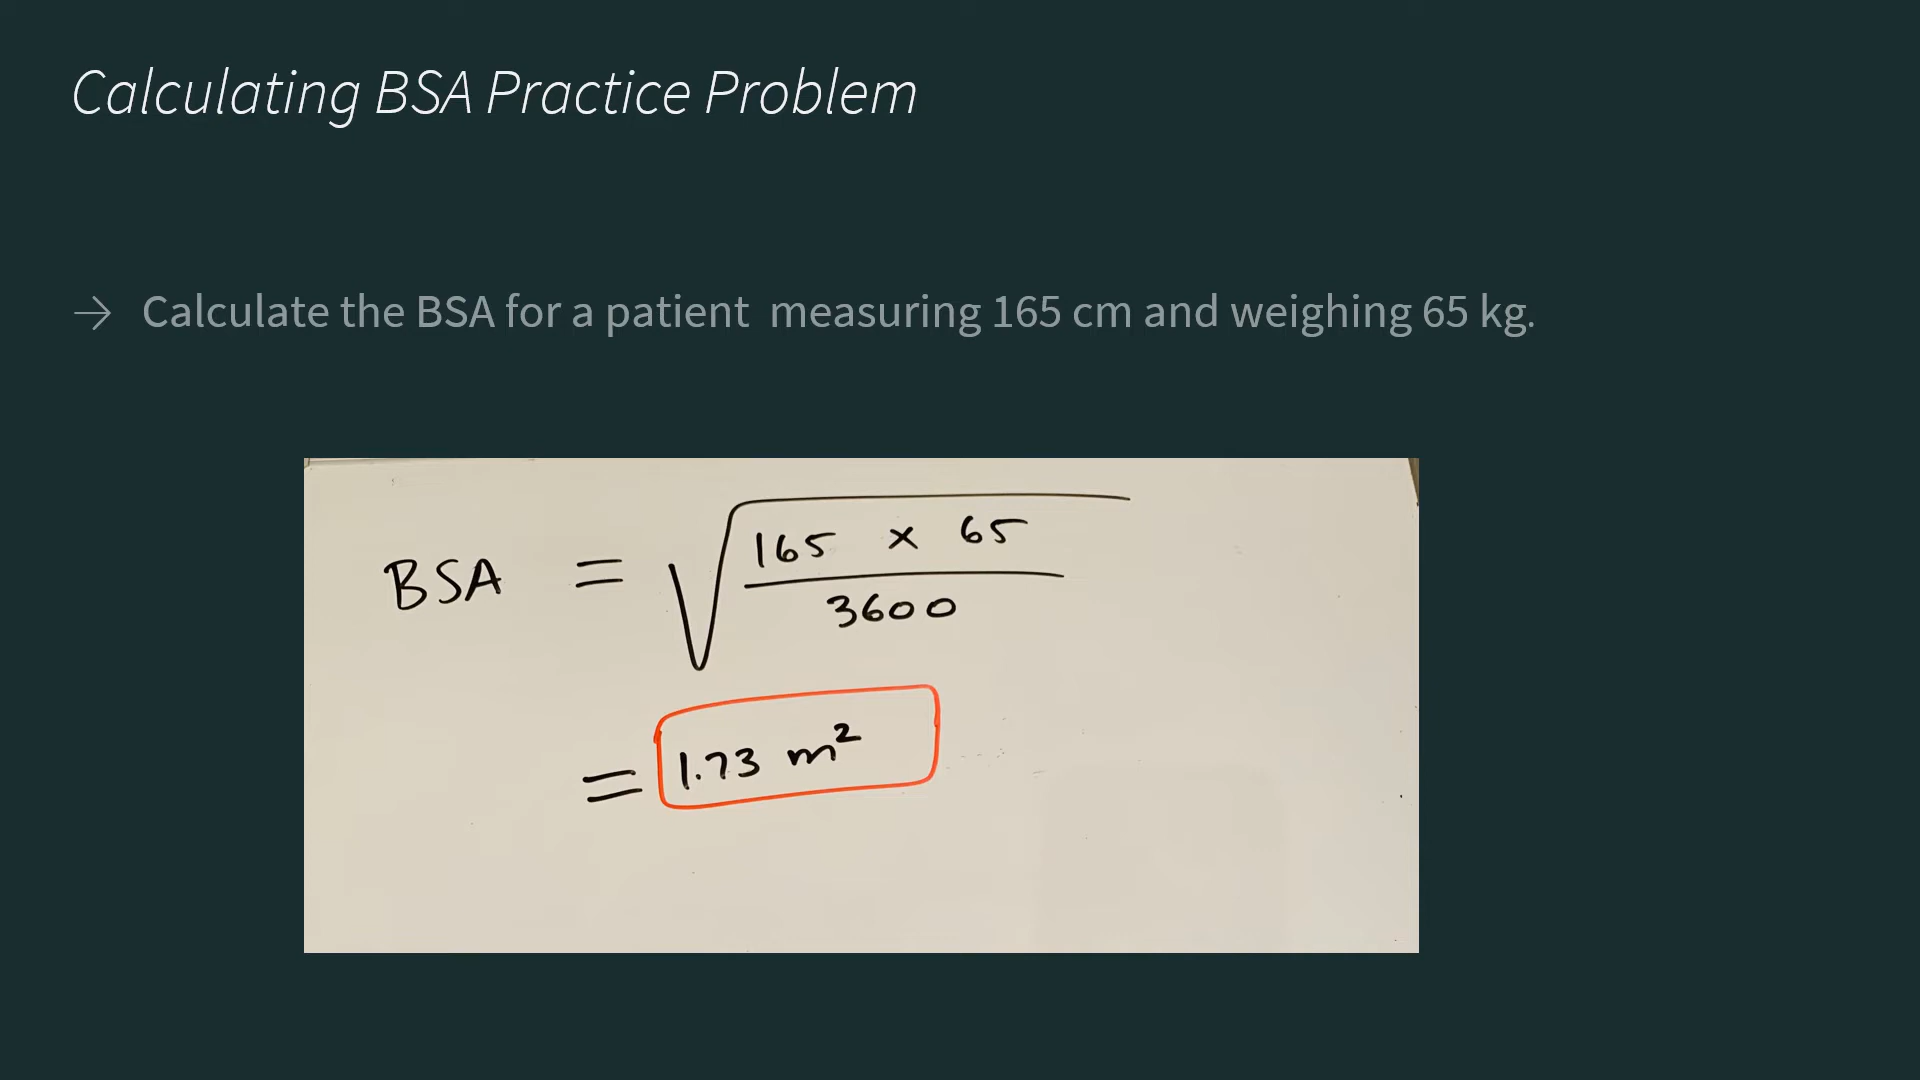 Calculating BSA Practice Problem
→ Calculate the BSA for a patient measuring 165 cm and weighing 65 kg.
BSA = √
165 x 65
3600
= 1.73 m²